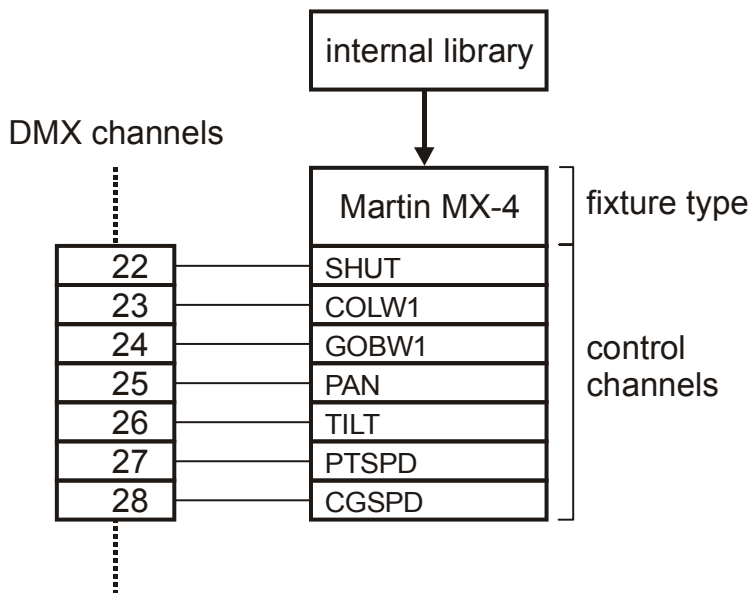 internal library
DMX channels
Martin MX-4
fixture type
22 SHUT
23 COLW1
24 GOBW1
25 PAN
26 TILT
27 PTSPD
28 CGSPD
control
channels